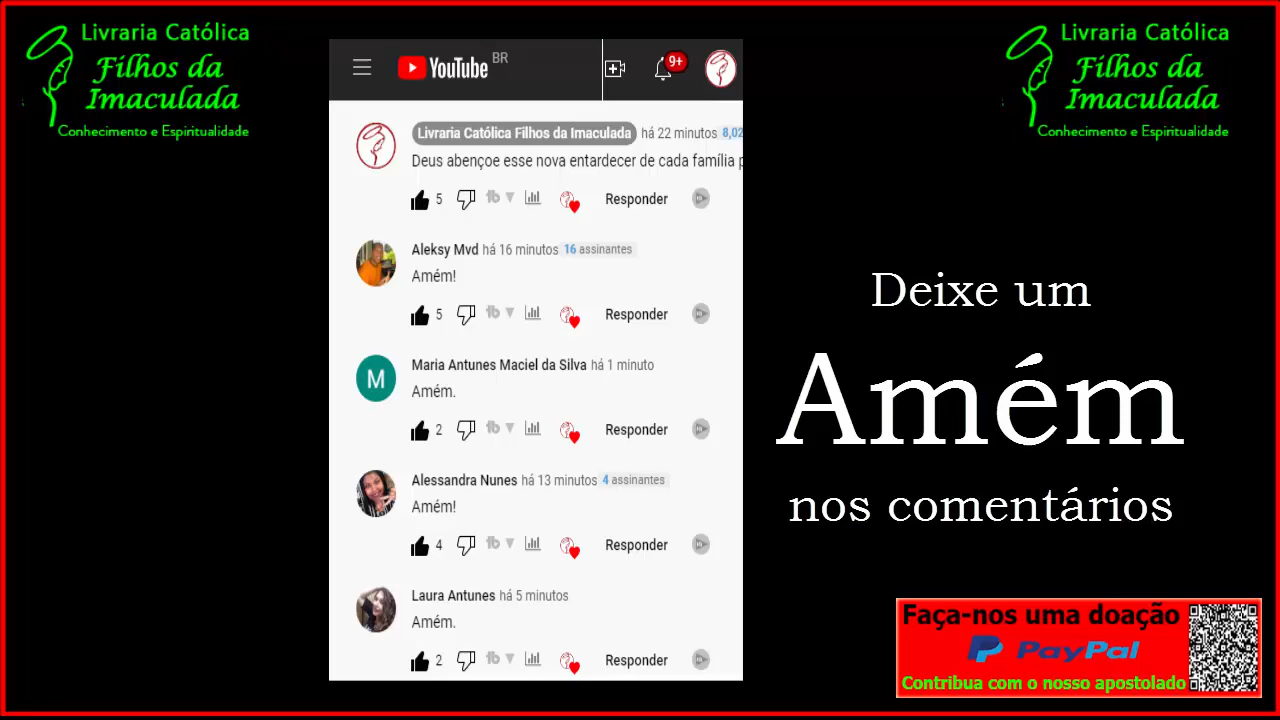 Livraria Católica
Filhos da
Imaculada
Conhecimento e Espiritualidade
YouTube BR
9+
Livraria Católica Filhos da Imaculada há 22 minutos 8,02
Deus abençoe esse nova entardecer de cada família p
5 Responder
Aleksy Mvd há 16 minutos 16 assinantes
Amém!
5 Responder
M
Maria Antunes Maciel da Silva há 1 minuto
Amém.
2 Responder
Alessandra Nunes há 13 minutos 4 assinantes
Amém!
4 Responder
Laura Antunes há 5 minutos
Amém.
2 Responder
Livraria Católica
Filhos da
Imaculada
Conhecimento e Espiritualidade
Deixe um
Amém
nos comentários
Faça-nos uma doação
PayPal
Contribua com o nosso apostolado